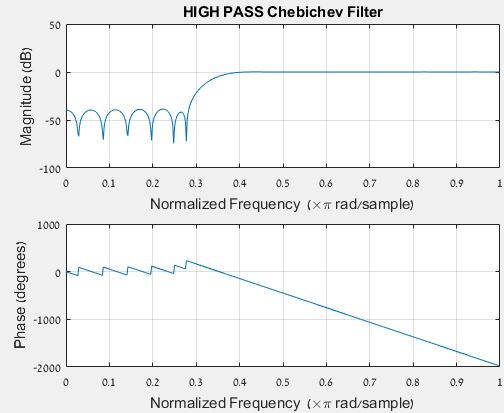 HIGH PASS Chebichev Filter
Magnitude (dB)
50
0
-50
-100
0 0.1 0.2 0.3 0.4 0.5 0.6 0.7 0.8 0.9 1
Normalized Frequency (×π rad/sample)
Phase (degrees)
1000
0
-1000
-2000
0 0.1 0.2 0.3 0.4 0.5 0.6 0.7 0.8 0.9 1
Normalized Frequency (×π rad/sample)